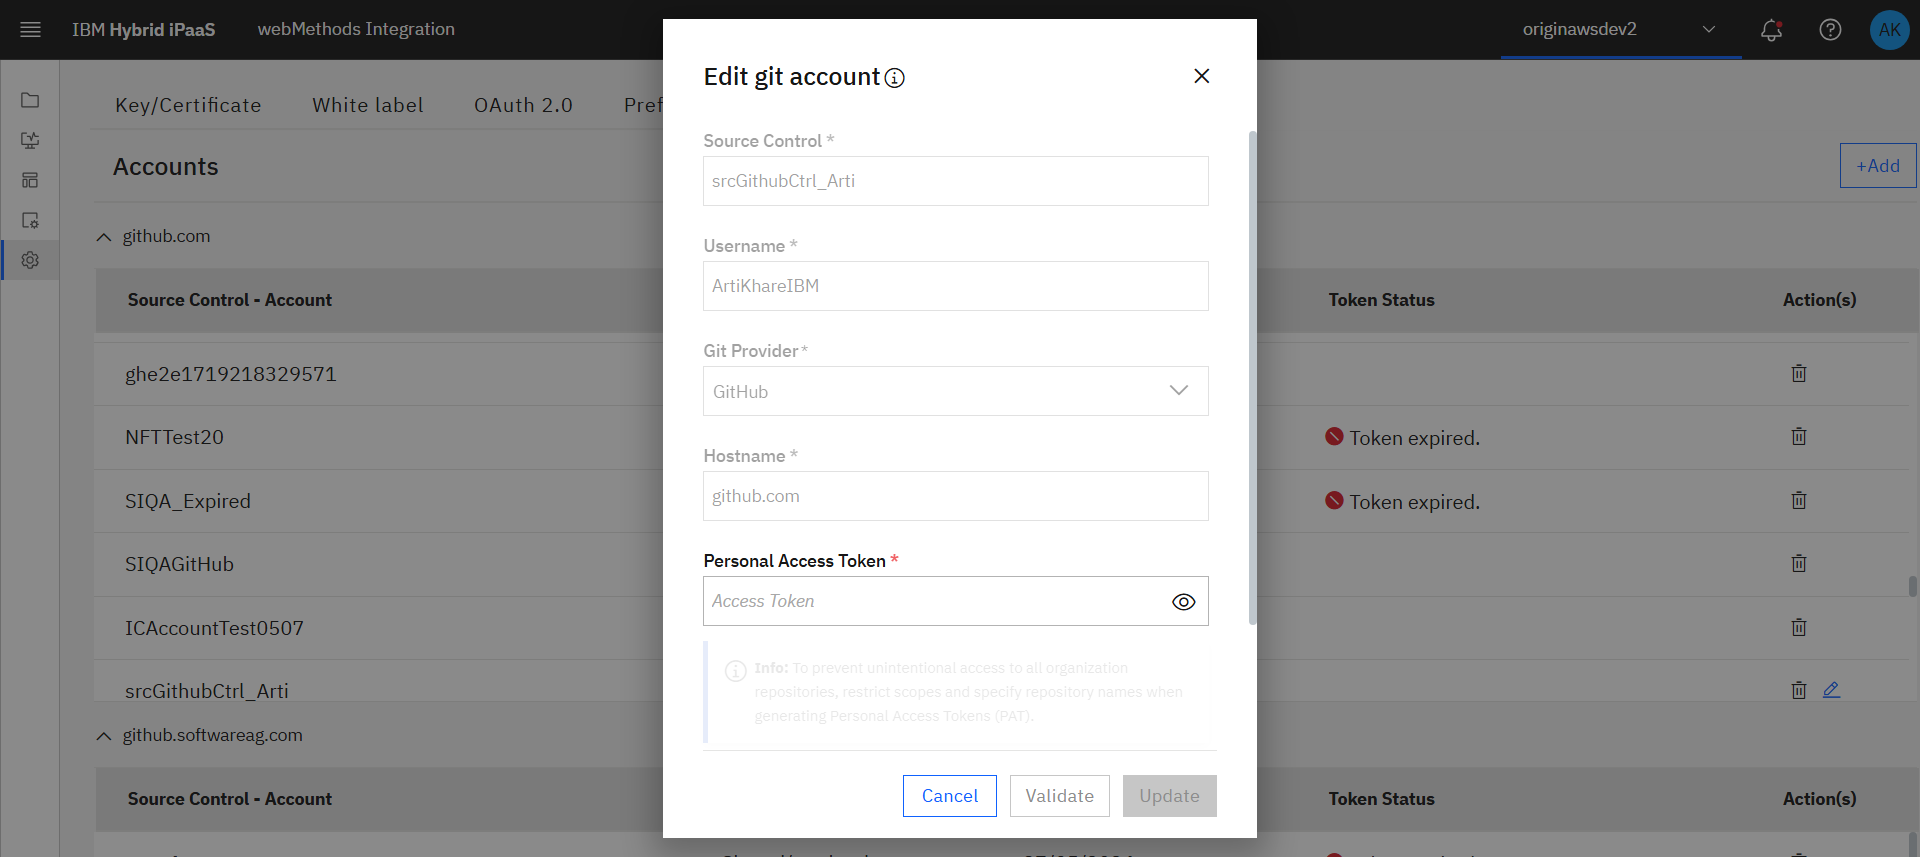 IBM Hybrid iPaaS
webMethods Integration
originawsdev2
AK
Key/Certificate
White label
OAuth 2.0
Pref
Accounts
+Add
github.com
Source Control - Account
Token Status
Action(s)
ghe2e1719218329571
NFTTest20
Token expired.
SIQA_Expired
Token expired.
SIQAGitHub
ICAccountTest0507
srcGithubCtrl_Arti
github.softwareag.com
Source Control - Account
Token Status
Action(s)
Edit git account
Source Control *
srcGithubCtrl_Arti
Username *
ArtiKhareIBM
Git Provider*
GitHub
Hostname *
github.com
Personal Access Token *
Access Token
Info: To prevent unintentional access to all organization
repositories, restrict scopes and specify repository names when
generating Personal Access Tokens (PAT).
Cancel
Validate
Update